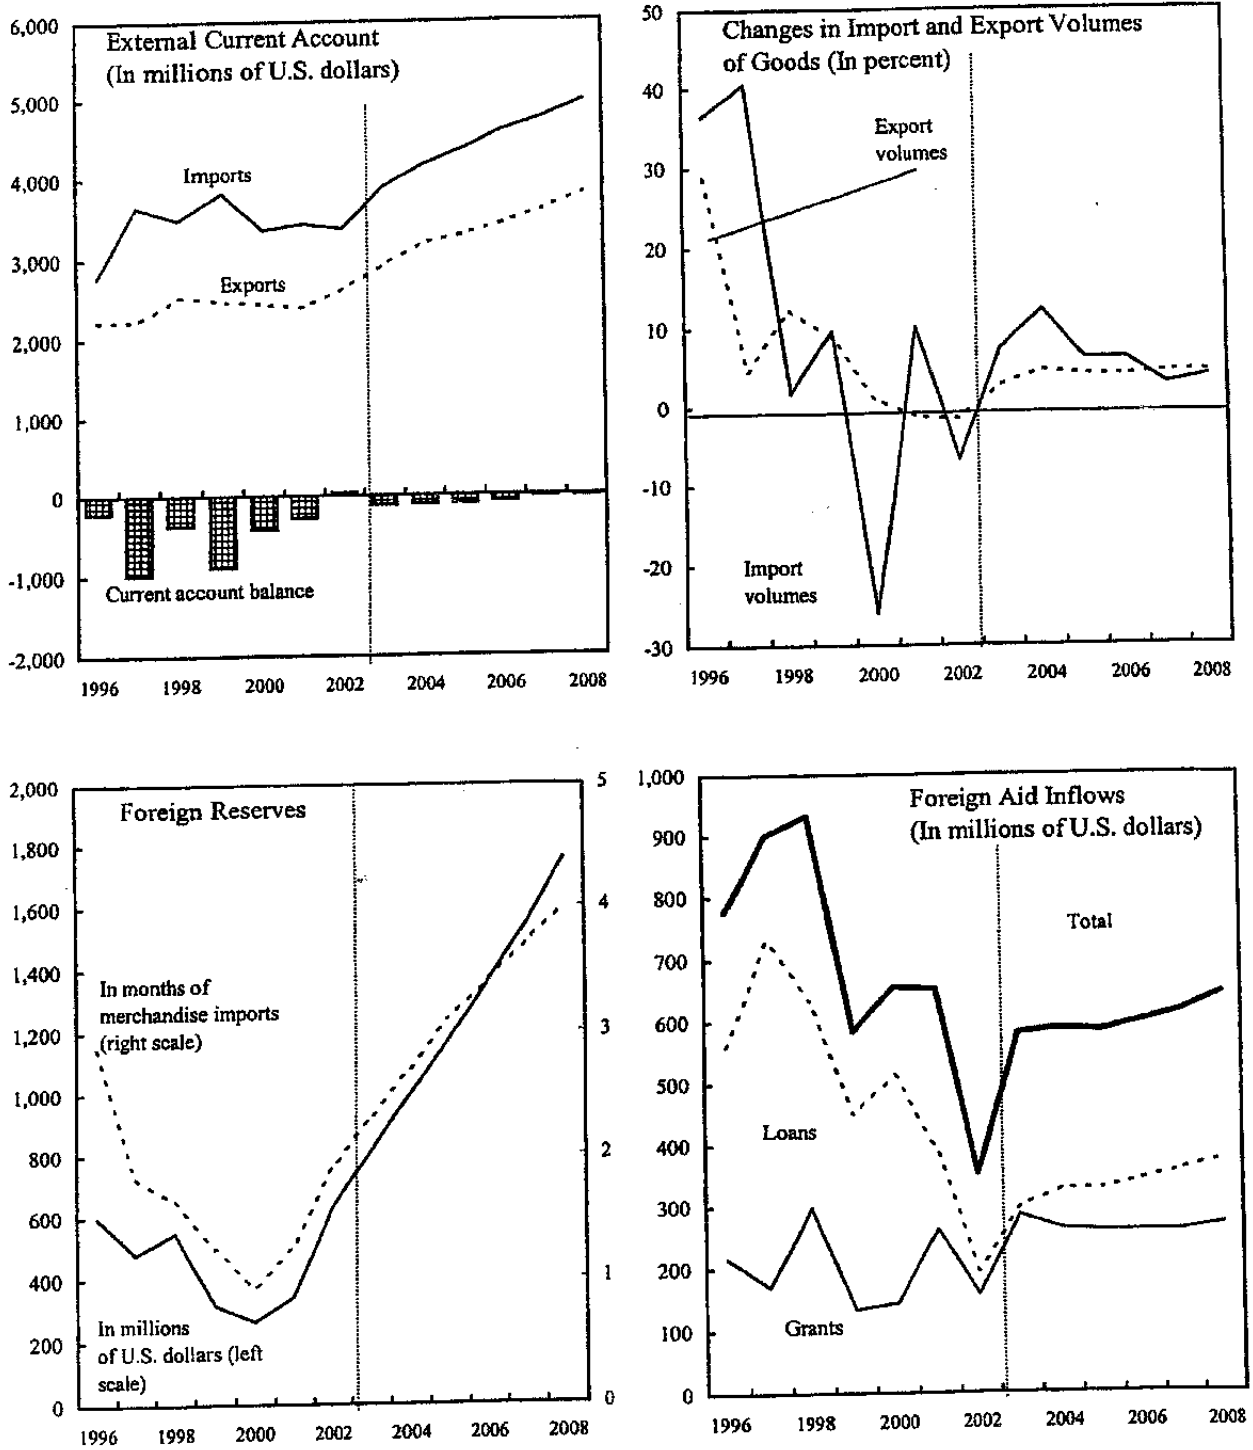 External Current Account
(In millions of U.S. dollars)
6,000
5,000
4,000
3,000
2,000
1,000
0
-1,000
-2,000
Imports
Exports
Current account balance
1996 1998 2000 2002 2004 2006 2008
Changes in Import and Export Volumes
of Goods (In percent)
50
40
30
20
10
0
-10
-20
-30
Export
volumes
Import
volumes
1996 1998 2000 2002 2004 2006 2008
Foreign Reserves
2,000
1,800
1,600
1,400
1,200
1,000
800
600
400
200
0
In months of
merchandise imports
(right scale)
In millions
of U.S. dollars (left
scale)
5
4
3
2
1
0
1996 1998 2000 2002 2004 2006 2008
Foreign Aid Inflows
(In millions of U.S. dollars)
1,000
900
800
700
600
500
400
300
200
100
0
Total
Loans
Grants
1996 1998 2000 2002 2004 2006 2008